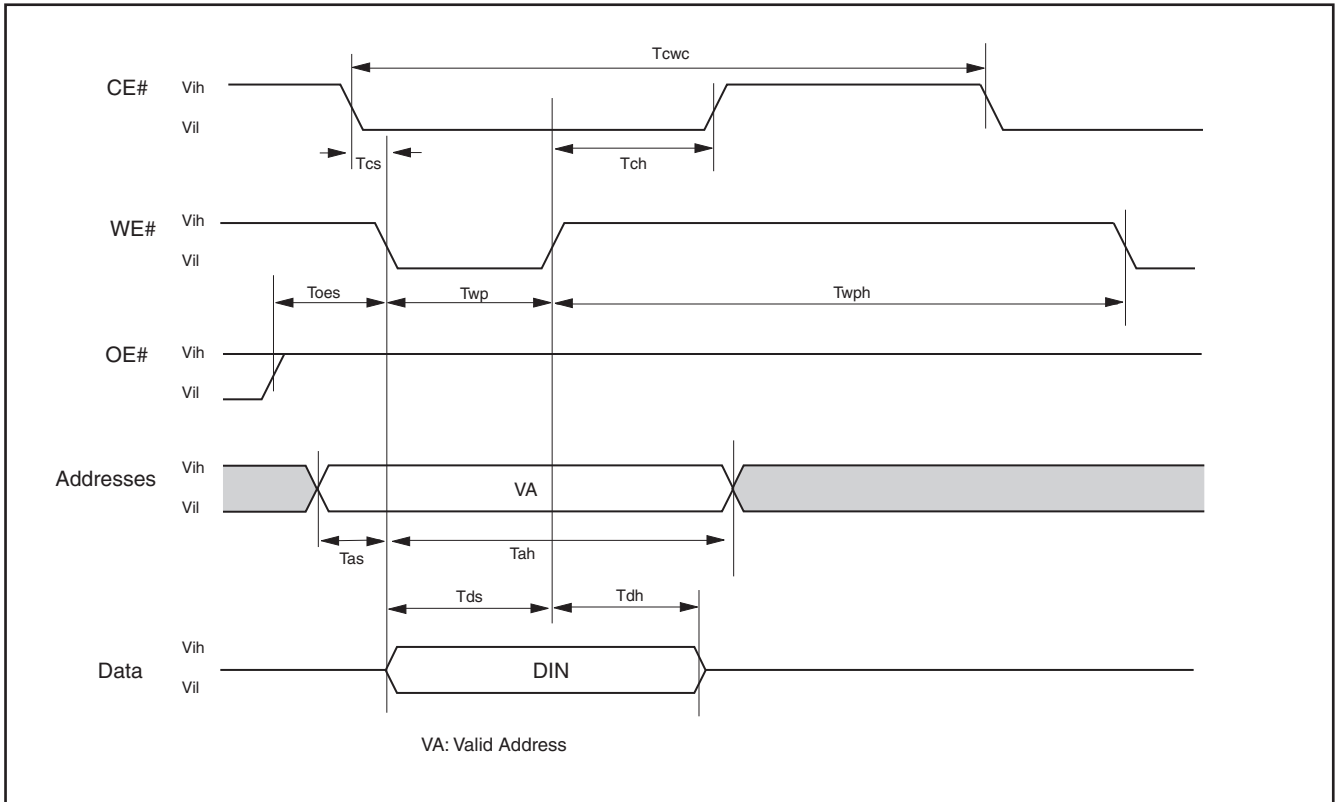 Tcwc
CE# Vih
Vil
Tcs
Tch
WE# Vih
Vil
Toes Twp Twph
OE# Vih
Vil
Addresses Vih
VA
Vil
Tas
Tah
Tds Tdh
Vih
Data DIN
Vil
VA: Valid Address